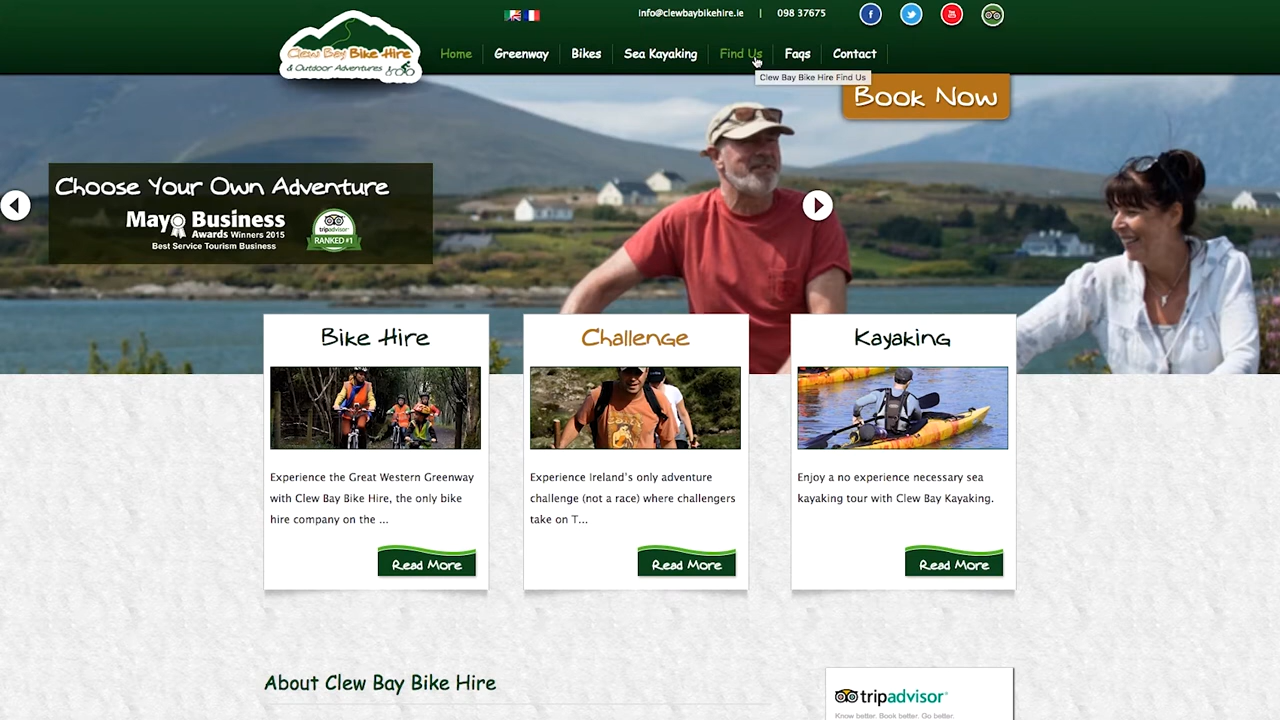 info@clewbaybikehire.ie | 098 37675
Clew Bay Bike Hire
& Outdoor Adventures
Home Greenway Bikes Sea Kayaking Find Us Faqs Contact
Clew Bay Bike Hire Find Us
Book Now
Choose Your Own Adventure
Mayo Business
Awards Winners 2015
Best Service Tourism Business
tripadvisor
RANKED #1
Bike Hire
Experience the Great Western Greenway
with Clew Bay Bike Hire, the only bike
hire company on the ...
Read More
Challenge
Experience Ireland's only adventure
challenge (not a race) where challengers
take on T...
Read More
Kayaking
Enjoy a no experience necessary sea
kayaking tour with Clew Bay Kayaking.
Read More
About Clew Bay Bike Hire
tripadvisor
Know better. Book better. Go better.